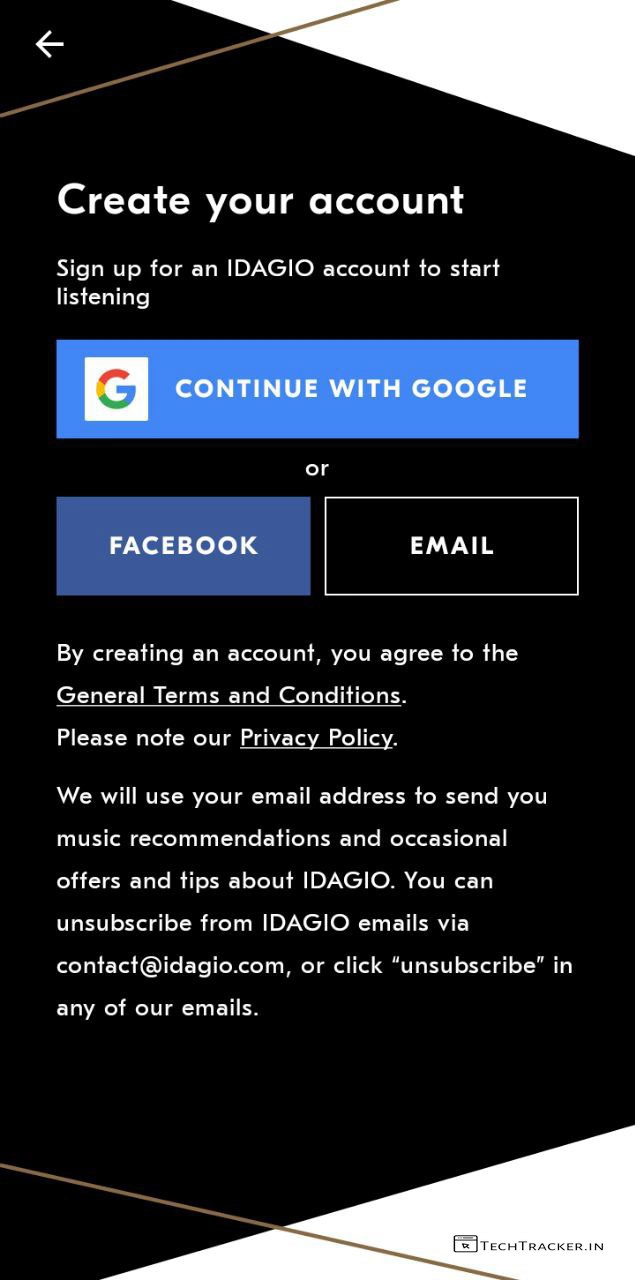 Create your account
Sign up for an IDAGIO account to start
listening
G CONTINUE WITH GOOGLE
or
FACEBOOK EMAIL
By creating an account, you agree to the
General Terms and Conditions.
Please note our Privacy Policy.
We will use your email address to send you
music recommendations and occasional
offers and tips about IDAGIO. You can
unsubscribe from IDAGIO emails via
contact@idagio.com, or click “unsubscribe” in
any of our emails.
TECHTRACKER.IN